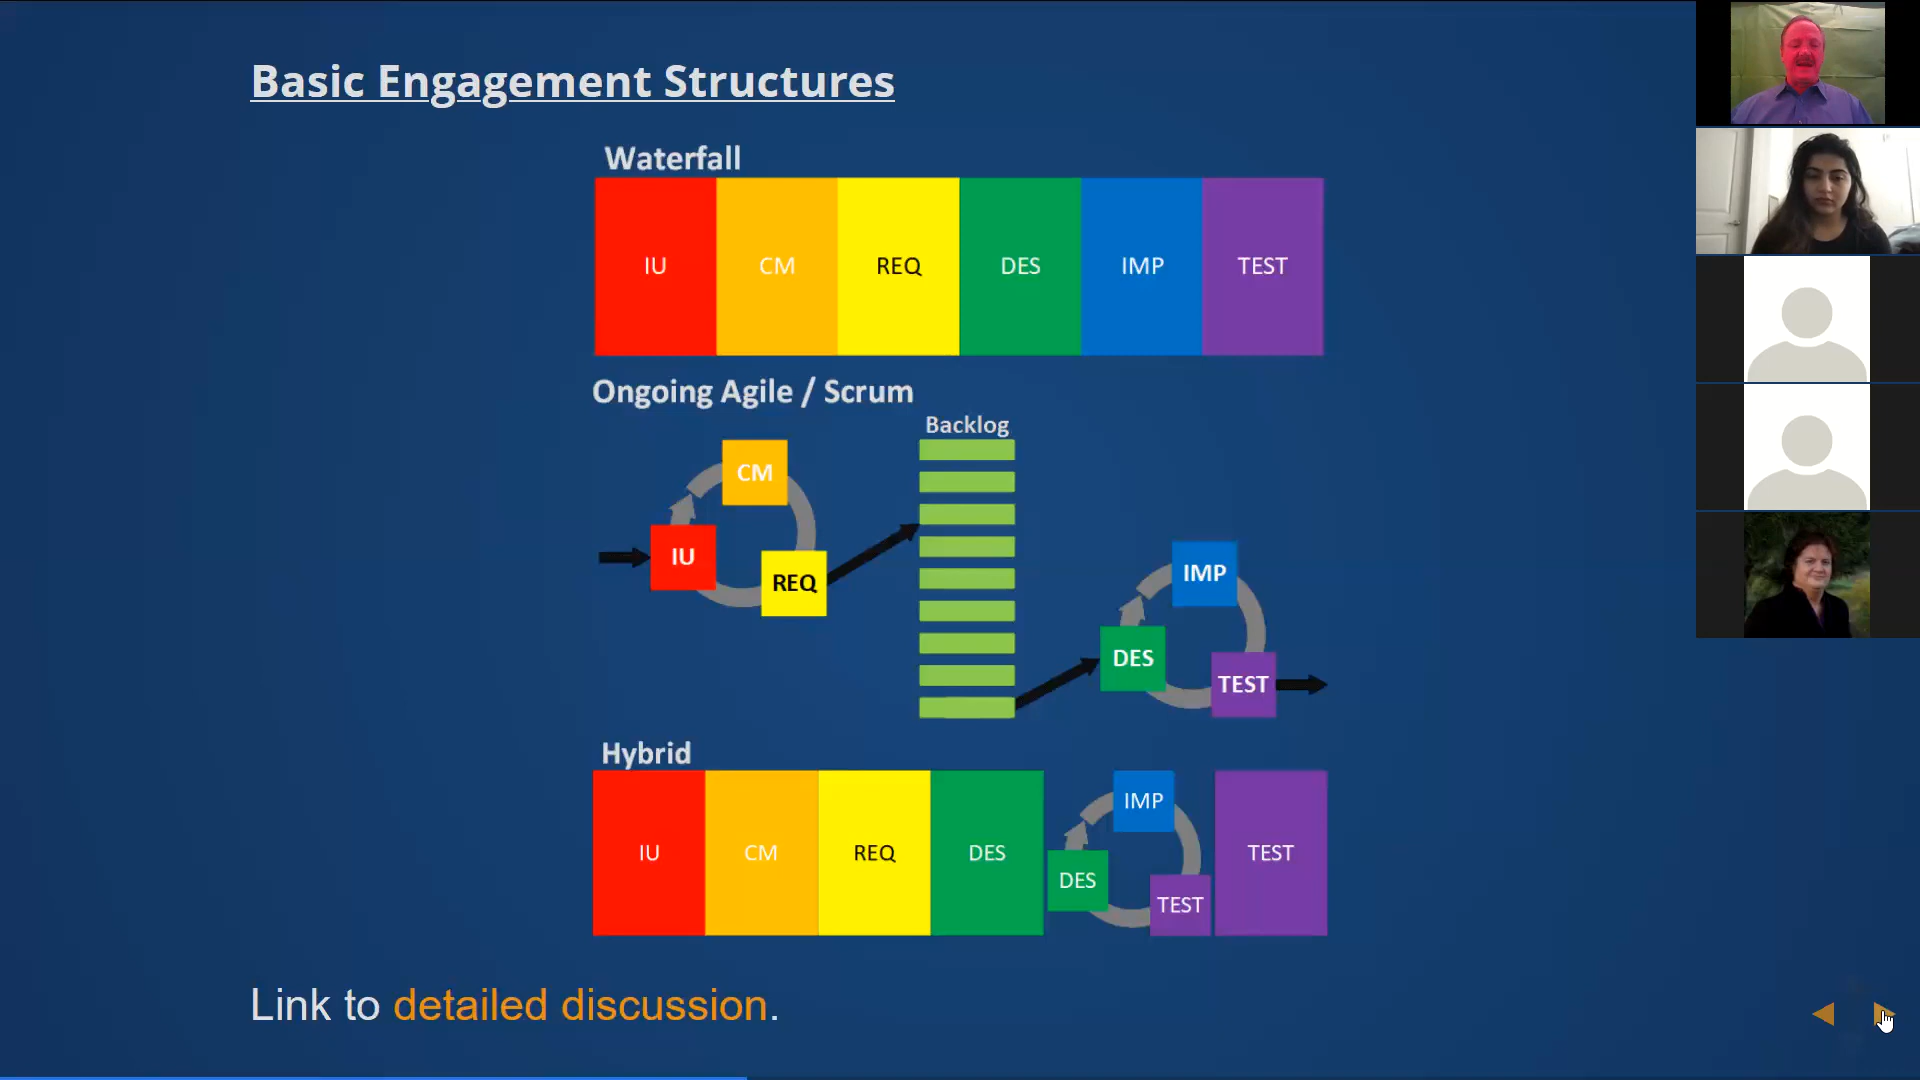 Basic Engagement Structures
Waterfall
IU CM REQ DES IMP TEST
Ongoing Agile / Scrum
Backlog
CM
IU
REQ
IMP
DES
TEST
Hybrid
IU CM REQ DES TEST
IMP
DES
TEST
Link to detailed discussion.